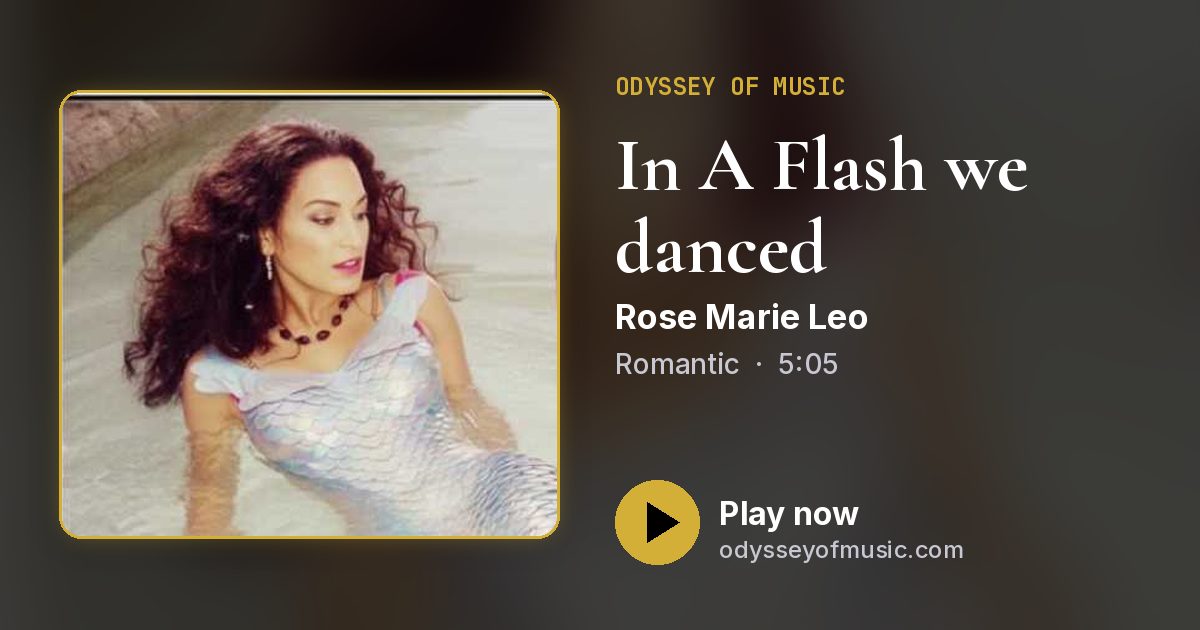 ODYSSEY OF MUSIC
In A Flash we
danced
Rose Marie Leo
Romantic · 5:05
Play now
odysseyofmusic.com